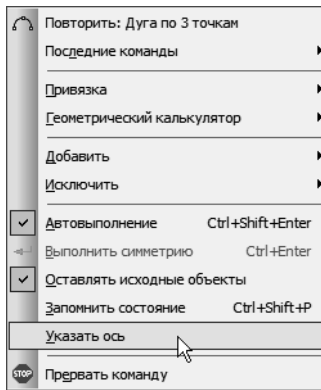 Повторить: Дуга по 3 точкам
Последние команды
Привязка
Геометрический калькулятор
Добавить
Исключить
Автовыполнение Ctrl+Shift+Enter
Выполнить симметрию Ctrl+Enter
Оставлять исходные объекты
Запомнить состояние Ctrl+Shift+P
Указать ось
STOP Прервать команду